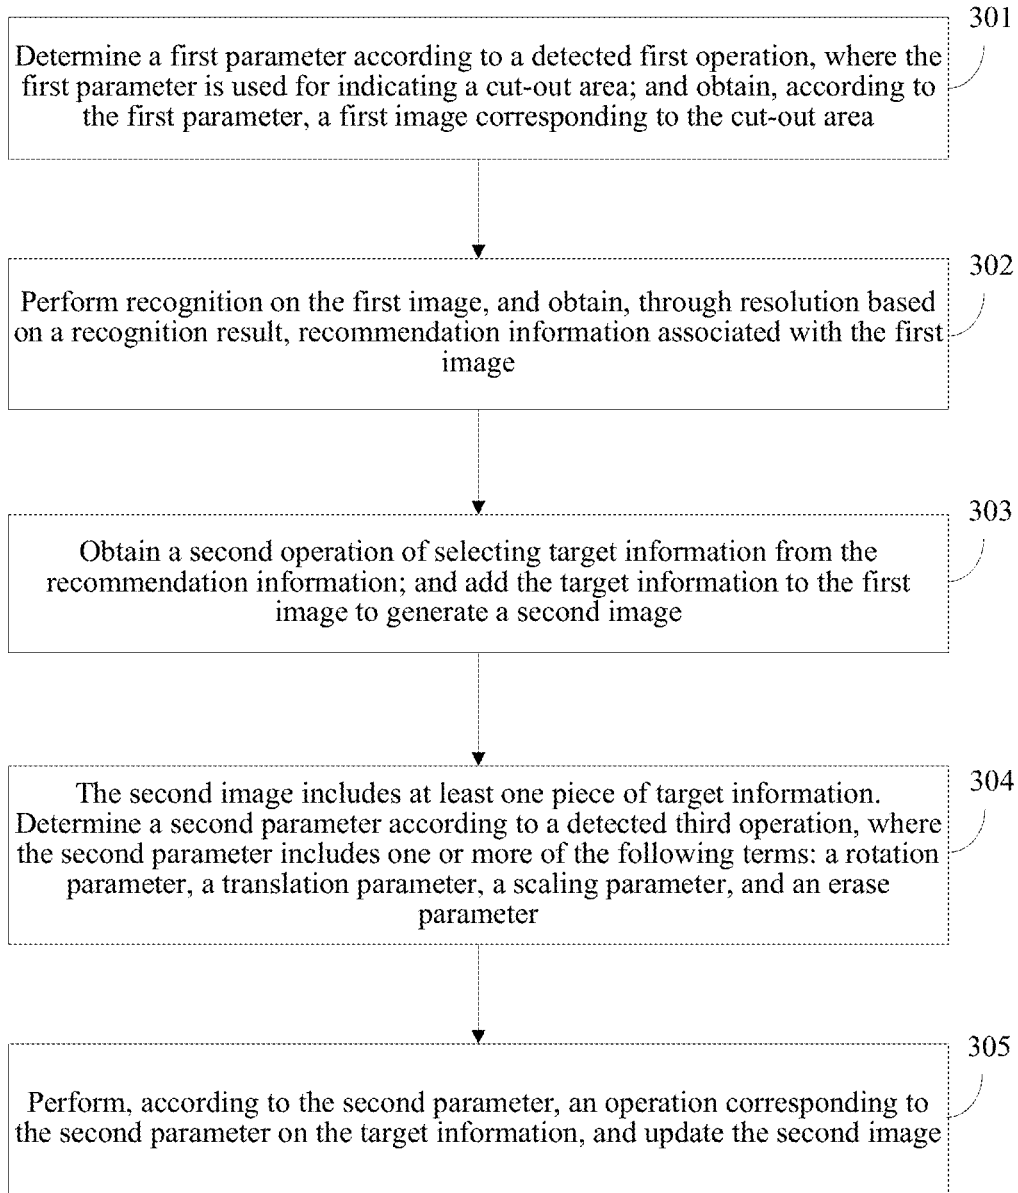 301
Determine a first parameter according to a detected first operation, where the
first parameter is used for indicating a cut-out area; and obtain, according to
the first parameter, a first image corresponding to the cut-out area
302
Perform recognition on the first image, and obtain, through resolution based
on a recognition result, recommendation information associated with the first
image
303
Obtain a second operation of selecting target information from the
recommendation information; and add the target information to the first
image to generate a second image
304
The second image includes at least one piece of target information.
Determine a second parameter according to a detected third operation, where
the second parameter includes one or more of the following terms: a rotation
parameter, a translation parameter, a scaling parameter, and an erase
parameter
305
Perform, according to the second parameter, an operation corresponding to
the second parameter on the target information, and update the second image